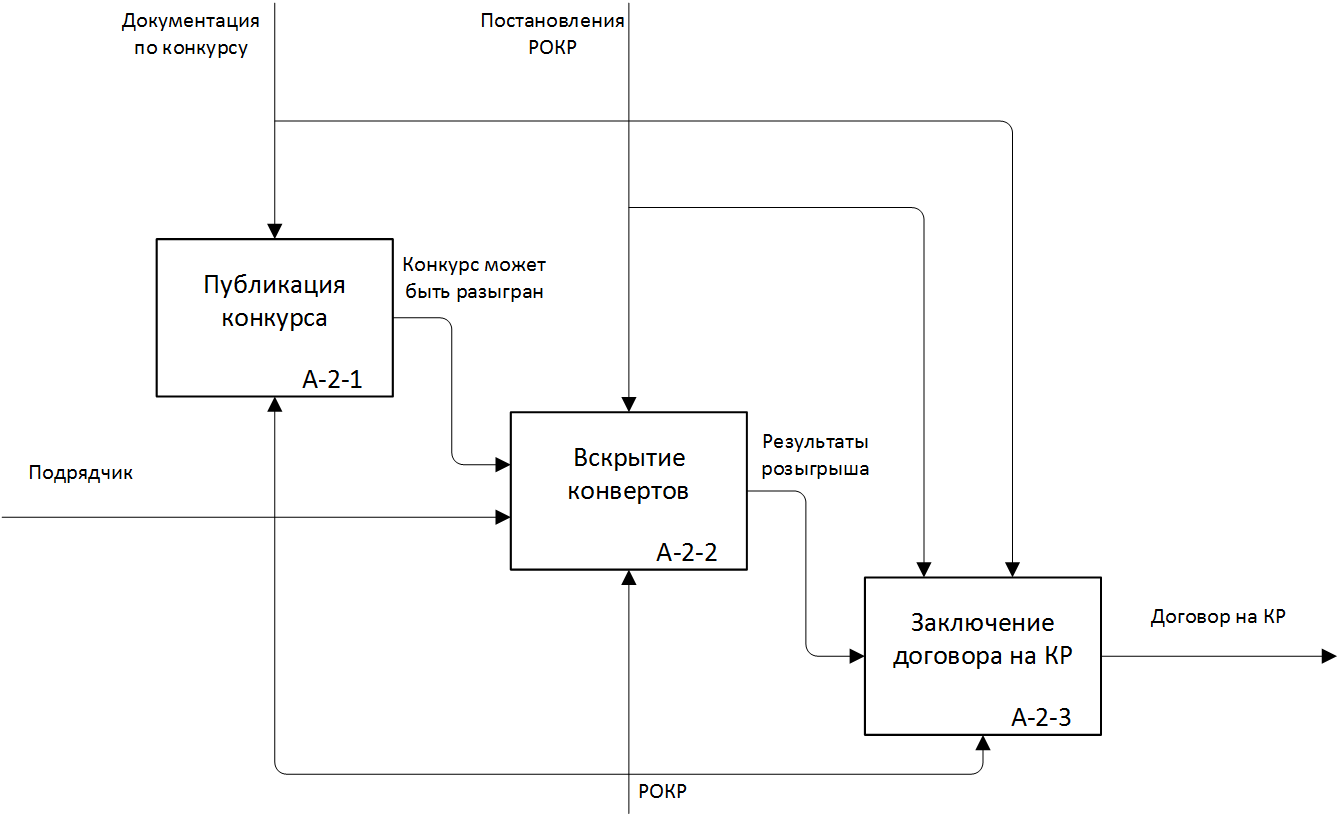 Документация
по конкурсу
Постановления
РОКР
Публикация
конкурса
А-2-1
Конкурс может
быть разыгран
Подрядчик
Вскрытие
конвертов
А-2-2
Результаты
розыгрыша
Заключение
договора на КР
А-2-3
Договор на КР
РОКР